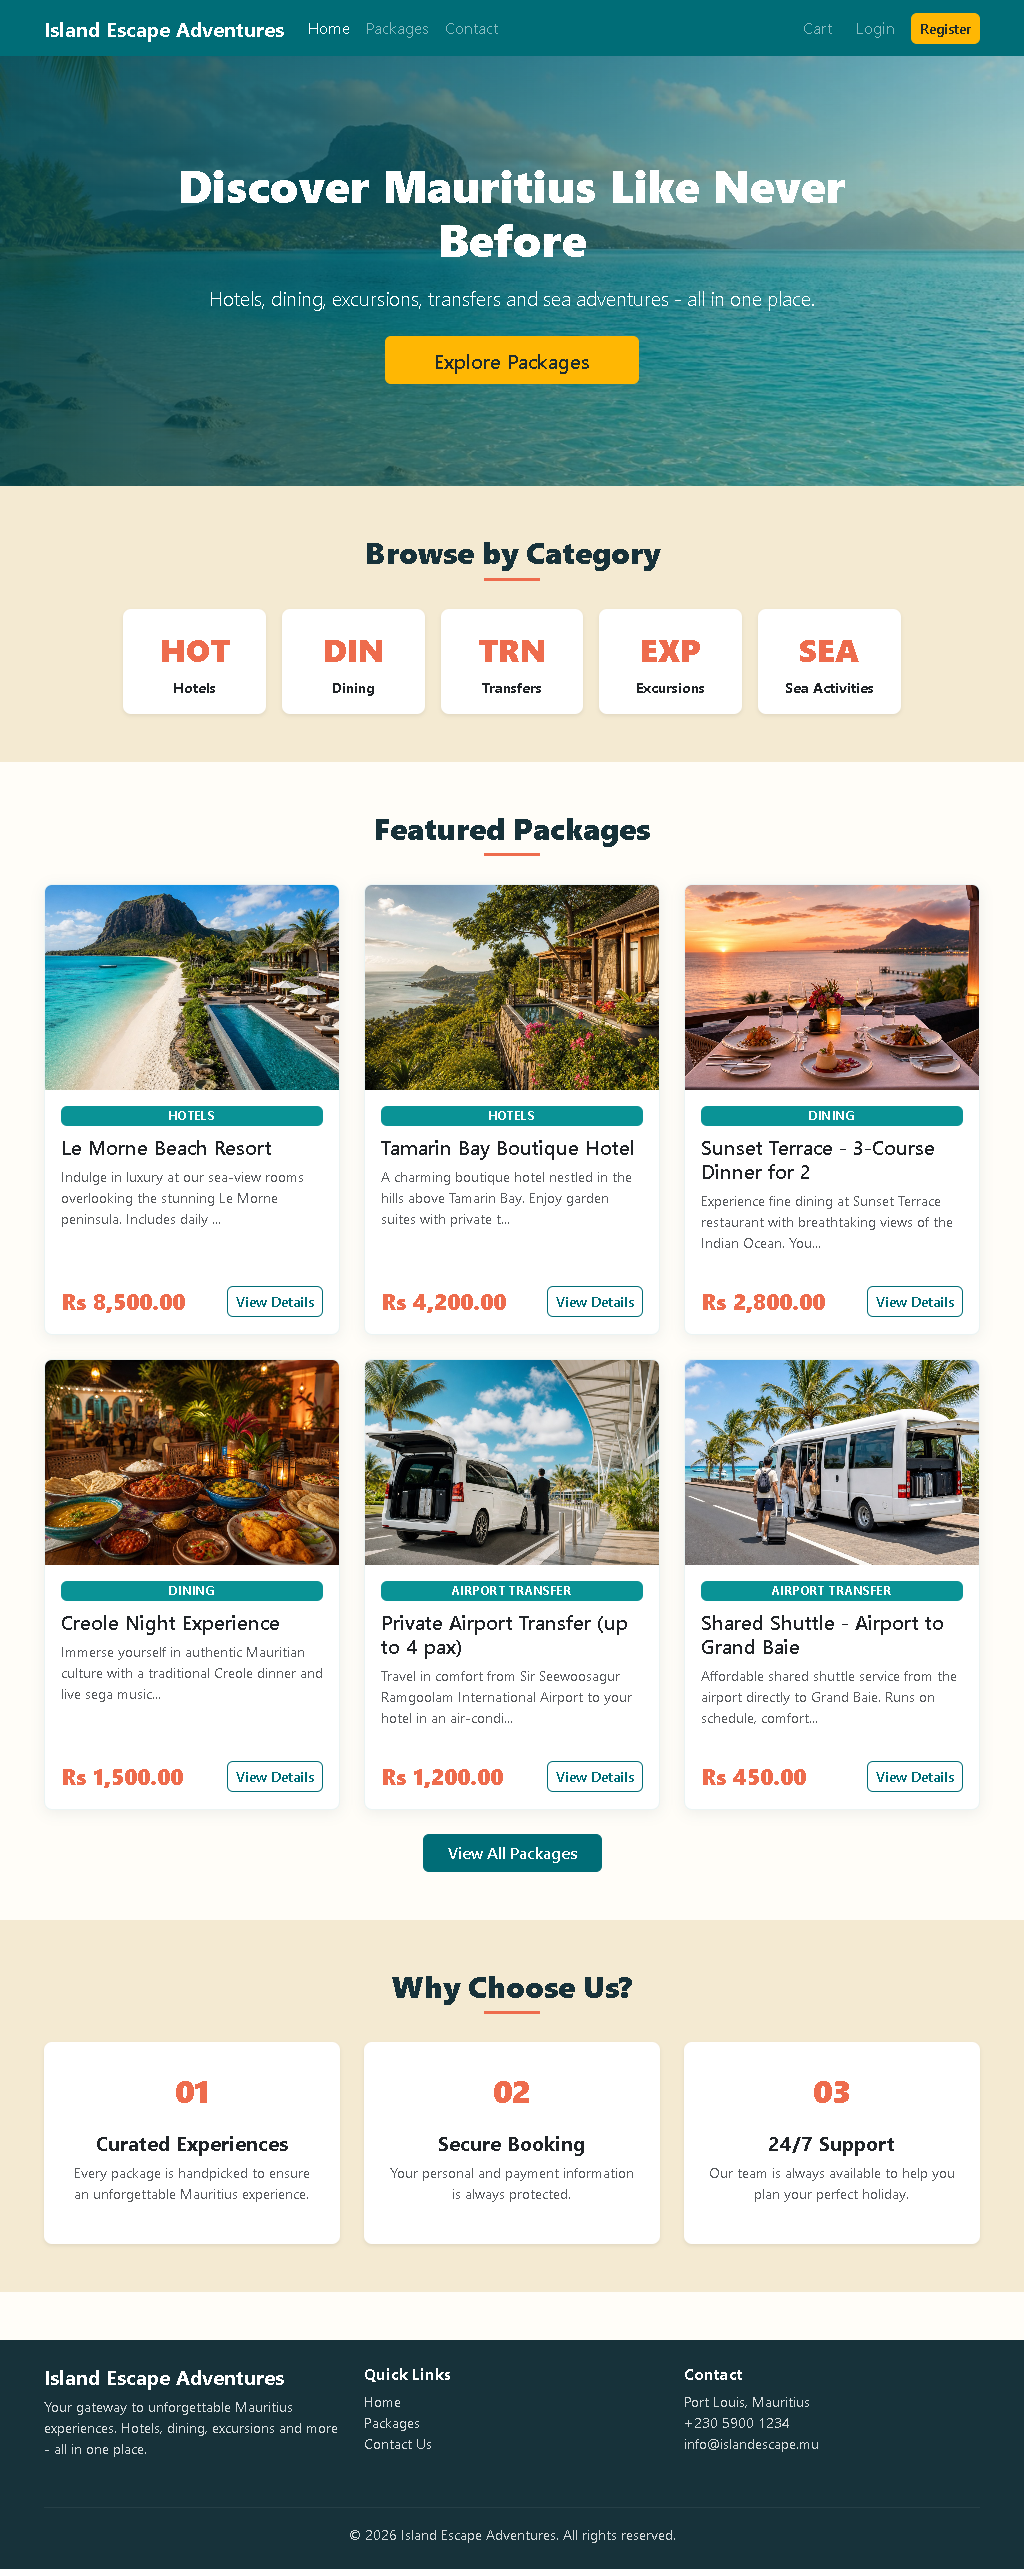 Island Escape Adventures Home Packages Contact Cart Login Register
Discover Mauritius Like Never
Before
Hotels, dining, excursions, transfers and sea adventures - all in one place.
Explore Packages
Browse by Category
HOT
Hotels
DIN
Dining
TRN
Transfers
EXP
Excursions
SEA
Sea Activities
Featured Packages
HOTELS
Le Morne Beach Resort
Indulge in luxury at our sea-view rooms
overlooking the stunning Le Morne
peninsula. Includes daily ...
Rs 8,500.00 View Details
HOTELS
Tamarin Bay Boutique Hotel
A charming boutique hotel nestled in the
hills above Tamarin Bay. Enjoy garden
suites with private t...
Rs 4,200.00 View Details
DINING
Sunset Terrace - 3-Course
Dinner for 2
Experience fine dining at Sunset Terrace
restaurant with breathtaking views of the
Indian Ocean. You...
Rs 2,800.00 View Details
DINING
Creole Night Experience
Immerse yourself in authentic Mauritian
culture with a traditional Creole dinner and
live sega music...
Rs 1,500.00 View Details
AIRPORT TRANSFER
Private Airport Transfer (up
to 4 pax)
Travel in comfort from Sir Seewoosagur
Ramgoolam International Airport to your
hotel in an air-condi...
Rs 1,200.00 View Details
AIRPORT TRANSFER
Shared Shuttle - Airport to
Grand Baie
Affordable shared shuttle service from the
airport directly to Grand Baie. Runs on
schedule, comfort...
Rs 450.00 View Details
View All Packages
Why Choose Us?
01
Curated Experiences
Every package is handpicked to ensure
an unforgettable Mauritius experience.
02
Secure Booking
Your personal and payment information
is always protected.
03
24/7 Support
Our team is always available to help you
plan your perfect holiday.
Island Escape Adventures
Your gateway to unforgettable Mauritius
experiences. Hotels, dining, excursions and more
- all in one place.
Quick Links
Home
Packages
Contact Us
Contact
Port Louis, Mauritius
+230 5900 1234
info@islandescape.mu
© 2026 Island Escape Adventures. All rights reserved.